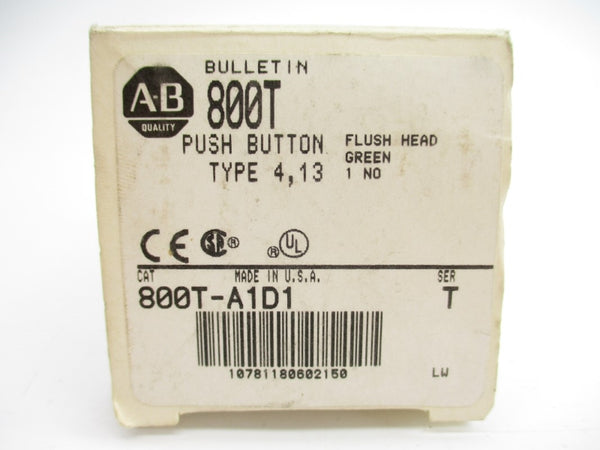 BULLETIN
A-B
QUALITY
800T
PUSH BUTTON
TYPE 4,13
FLUSH HEAD
GREEN
1 NO
CE SA ® ® UL
CAT MADE IN U.S.A. SER
800T-A1D1 T
10781180602150
LW